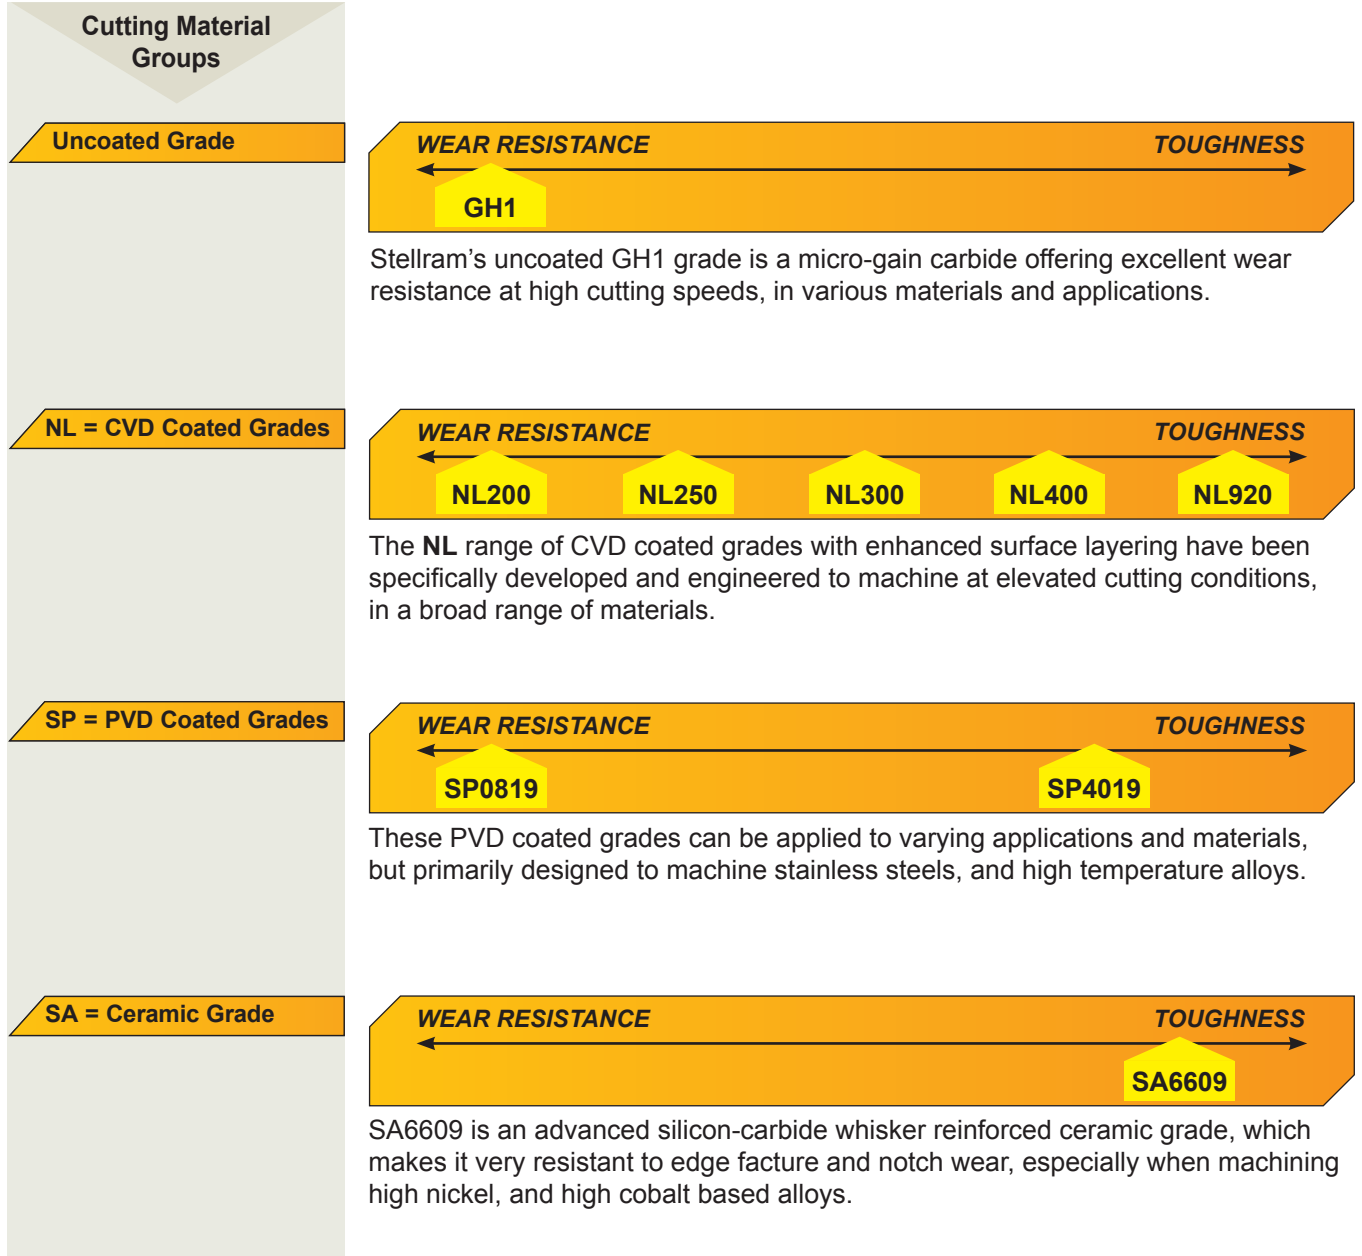 Cutting Material
Groups
Uncoated Grade
WEAR RESISTANCE
TOUGHNESS
GH1
Stellram’s uncoated GH1 grade is a micro-gain carbide offering excellent wear
resistance at high cutting speeds, in various materials and applications.
NL = CVD Coated Grades
WEAR RESISTANCE
TOUGHNESS
NL200
NL250
NL300
NL400
NL920
The NL range of CVD coated grades with enhanced surface layering have been
specifically developed and engineered to machine at elevated cutting conditions,
in a broad range of materials.
SP = PVD Coated Grades
WEAR RESISTANCE
TOUGHNESS
SP0819
SP4019
These PVD coated grades can be applied to varying applications and materials,
but primarily designed to machine stainless steels, and high temperature alloys.
SA = Ceramic Grade
WEAR RESISTANCE
TOUGHNESS
SA6609
SA6609 is an advanced silicon-carbide whisker reinforced ceramic grade, which
makes it very resistant to edge facture and notch wear, especially when machining
high nickel, and high cobalt based alloys.